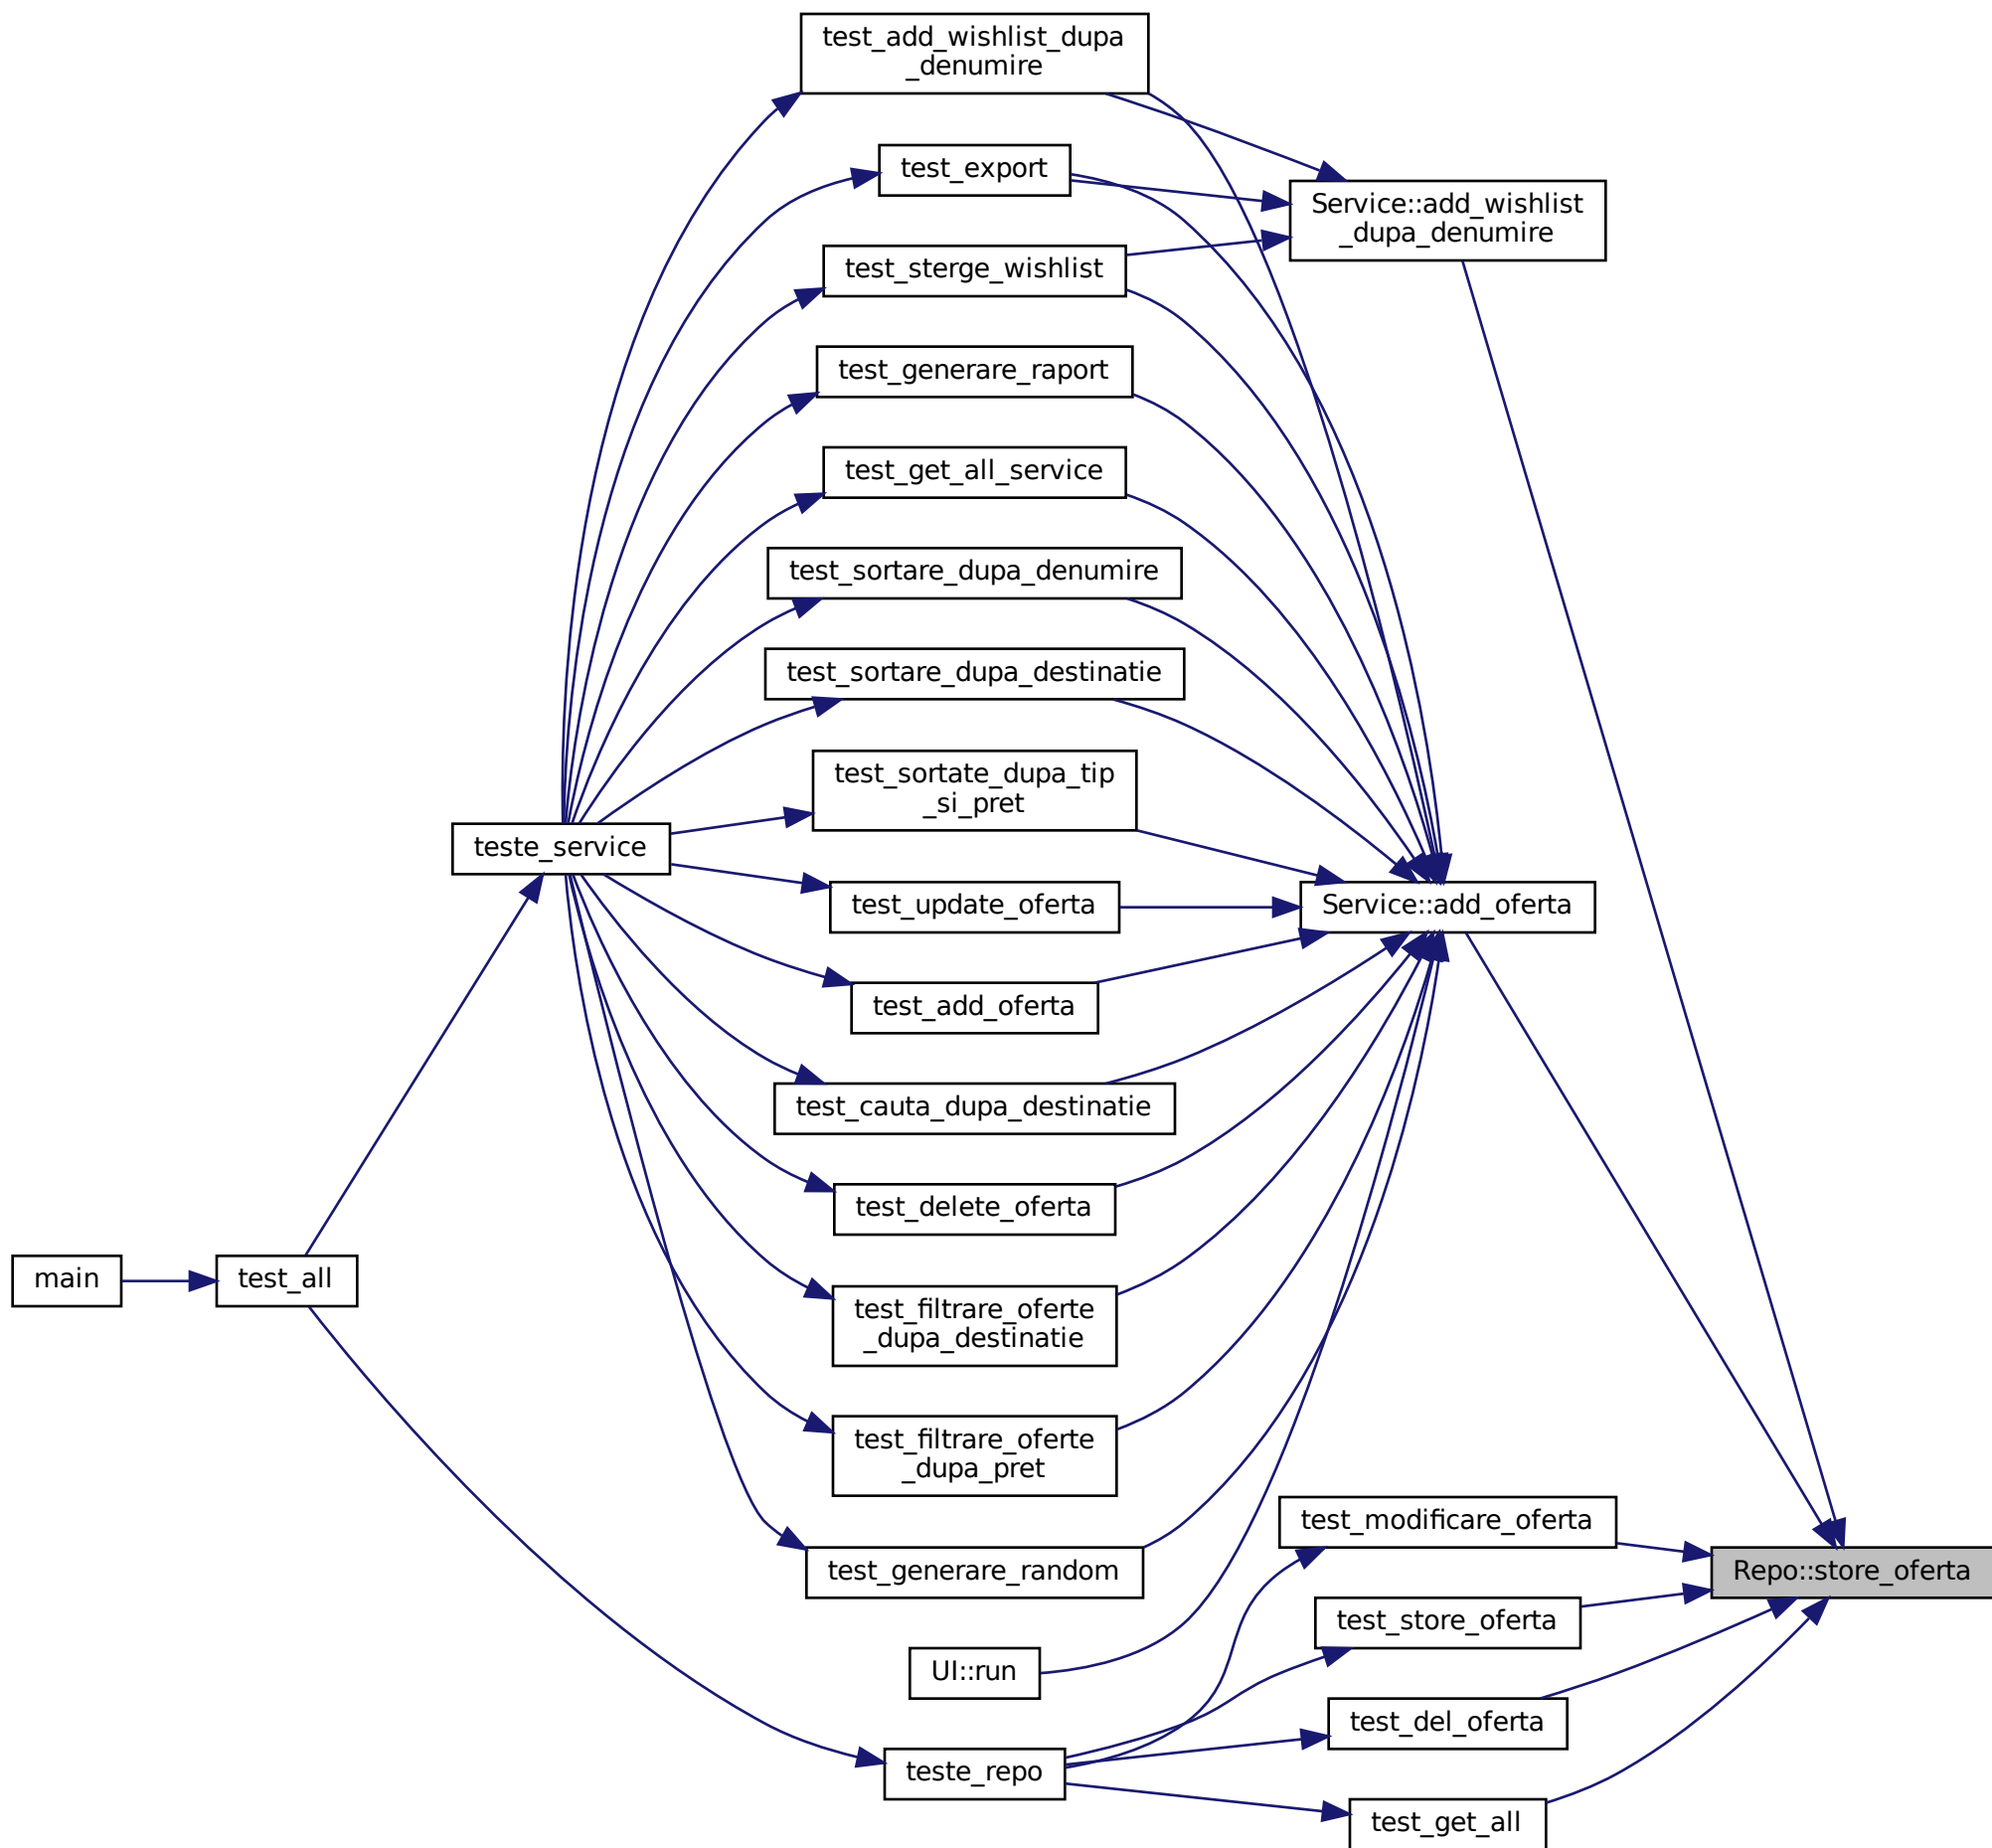 test_add_wishlist_dupa
_denumire
test_export
Service::add_wishlist
_dupa_denumire
test_sterge_wishlist
test_generare_raport
test_get_all_service
test_sortare_dupa_denumire
test_sortare_dupa_destinatie
test_sortate_dupa_tip
_si_pret
teste_service
test_update_oferta
Service::add_oferta
test_add_oferta
test_cauta_dupa_destinatie
test_delete_oferta
main
test_all
test_filtrare_oferte
_dupa_destinatie
test_filtrare_oferte
_dupa_pret
test_modificare_oferta
test_generare_random
Repo::store_oferta
test_store_oferta
UI::run
test_del_oferta
teste_repo
test_get_all